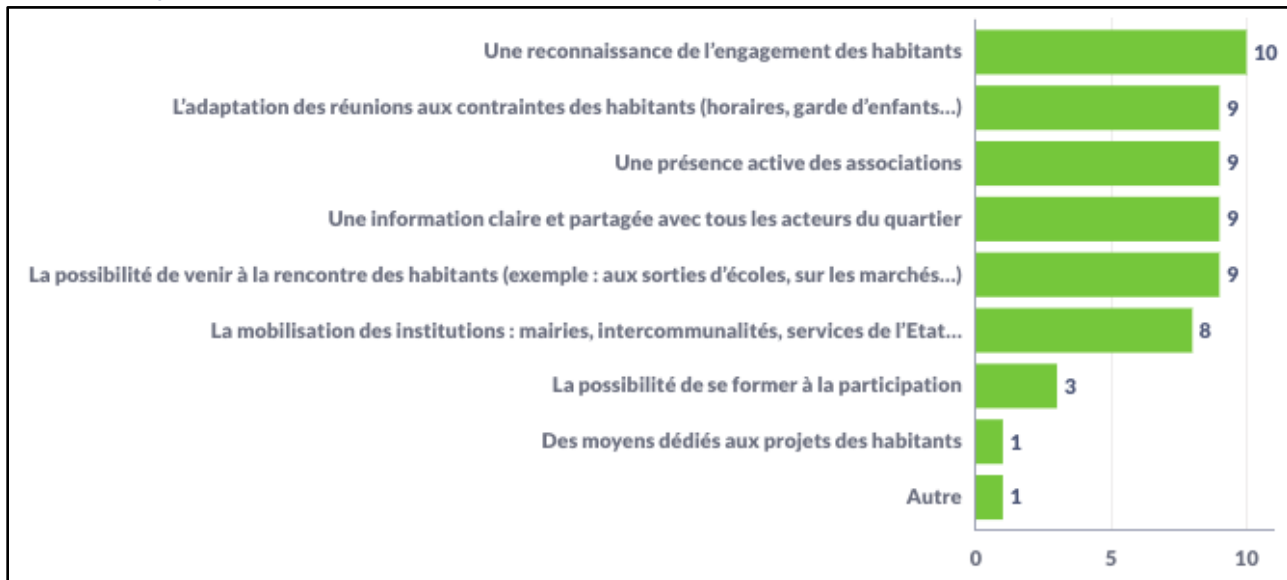 Une reconnaissance de l’engagement des habitants 10
L’adaptation des réunions aux contraintes des habitants (horaires, garde d’enfants...) 9
Une présence active des associations 9
Une information claire et partagée avec tous les acteurs du quartier 9
La possibilité de venir à la rencontre des habitants (exemple : aux sorties d’écoles, sur les marchés...) 9
La mobilisation des institutions : mairies, intercommunalités, services de l’Etat... 8
La possibilité de se former à la participation 3
Des moyens dédiés aux projets des habitants 1
Autre 1
0 5 10